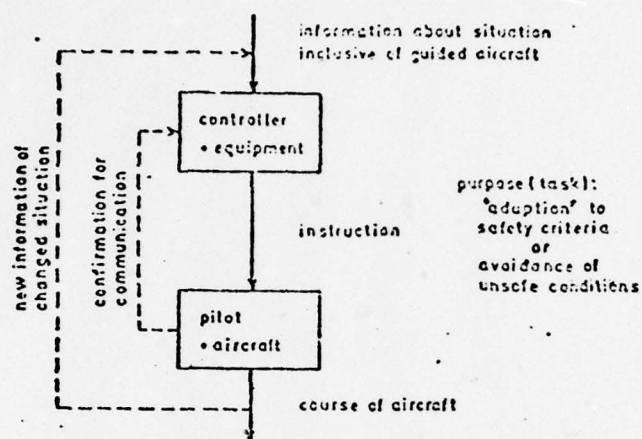 information about situation
inclusive of guided aircraft
controller
• equipment
new information of
changed situation
confirmation for
communication
instruction
purpose (task):
"adaption" to
safety criteria
or
avoidance of
unsafe conditions
pilot
• aircraft
course of aircraft